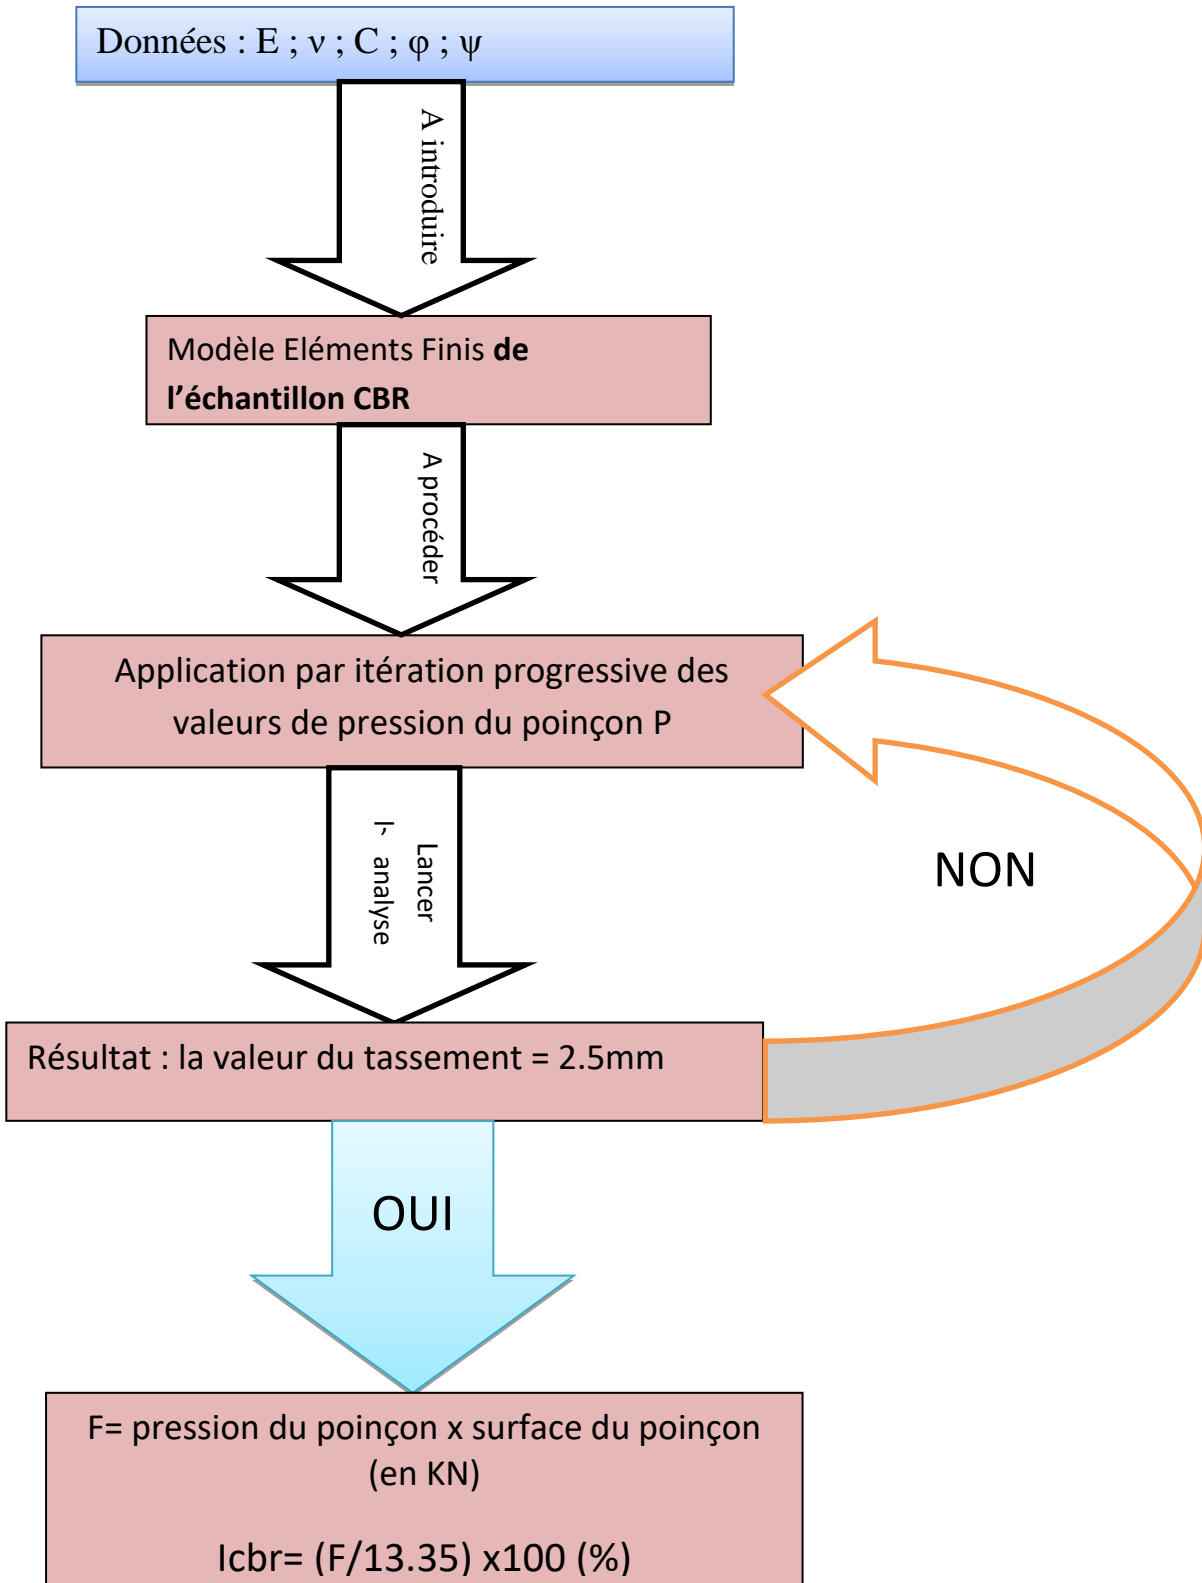 Données : E ; ν ; C ; φ ; ψ
A introduire
Modèle Eléments Finis de
l’échantillon CBR
A procéder
Application par itération progressive des
valeurs de pression du poinçon P
Lancer
l- analyse
NON
Résultat : la valeur du tassement = 2.5mm
OUI
F= pression du poinçon x surface du poinçon
(en KN)
Icbr= (F/13.35) x100 (%)